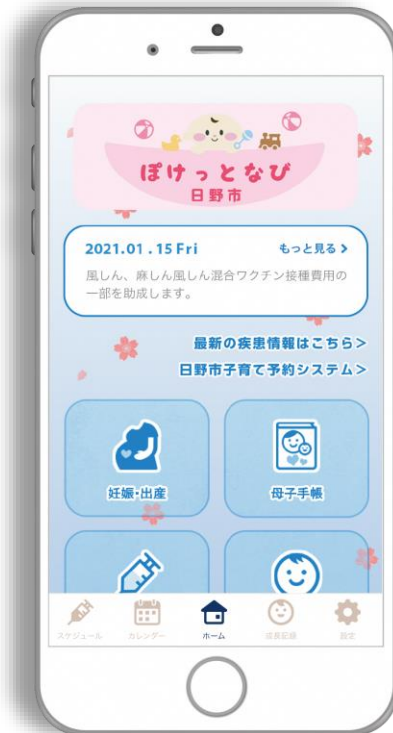 ぽけっとなび
日野市
2021.01.15 Fri もっと見る >
風しん、麻しん風しん混合ワクチン接種費用の
一部を助成します。
最新の疾患情報はこちら>
日野市子育て予約システム>
妊娠・出産 母子手帳
スケジュール カレンダー ホーム 成長記録 設定